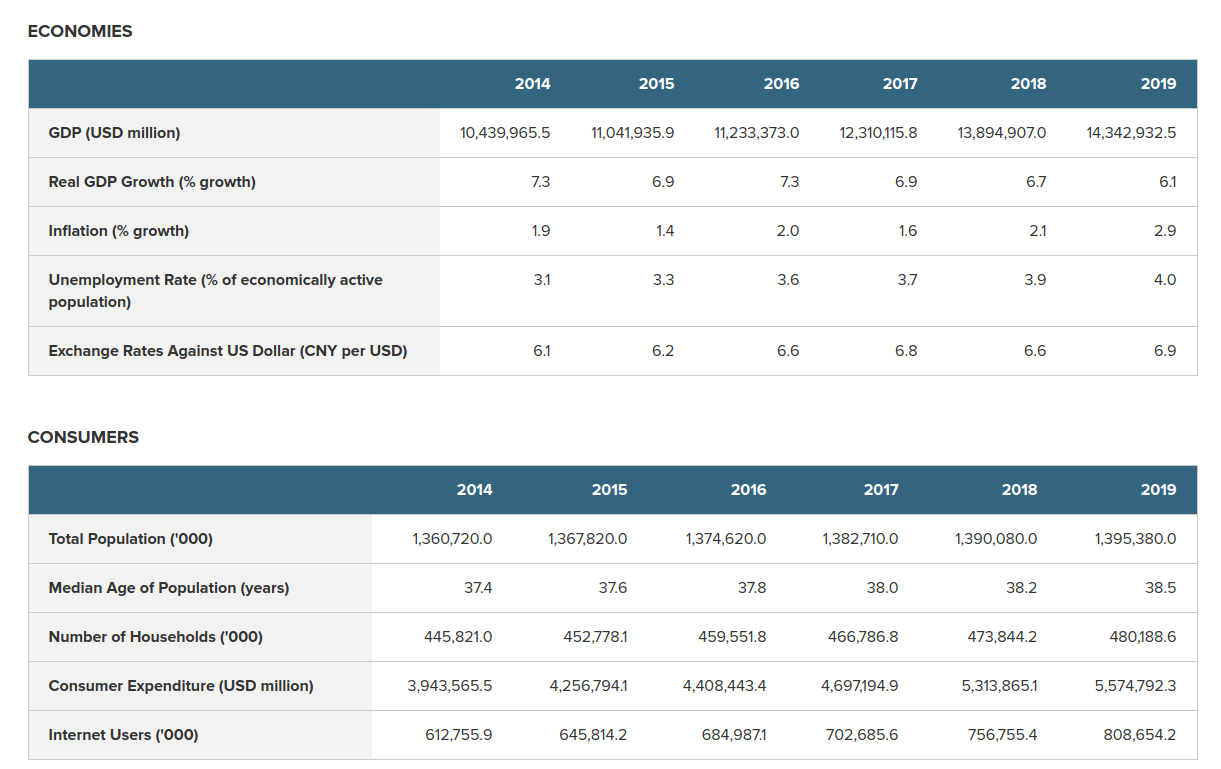 ECONOMIES
2014 2015 2016 2017 2018 2019
GDP (USD million) 10,439,965.5 11,041,935.9 11,233,373.0 12,310,115.8 13,894,907.0 14,342,932.5
Real GDP Growth (% growth) 7.3 6.9 7.3 6.9 6.7 6.1
Inflation (% growth) 1.9 1.4 2.0 1.6 2.1 2.9
Unemployment Rate (% of economically active 3.1 3.3 3.6 3.7 3.9 4.0
population)
Exchange Rates Against US Dollar (CNY per USD) 6.1 6.2 6.6 6.8 6.6 6.9
CONSUMERS
2014 2015 2016 2017 2018 2019
Total Population ('000) 1,360,720.0 1,367,820.0 1,374,620.0 1,382,710.0 1,390,080.0 1,395,380.0
Median Age of Population (years) 37.4 37.6 37.8 38.0 38.2 38.5
Number of Households ('000) 445,821.0 452,778.1 459,551.8 466,786.8 473,844.2 480,188.6
Consumer Expenditure (USD million) 3,943,565.5 4,256,794.1 4,408,443.4 4,697,194.9 5,313,865.1 5,574,792.3
Internet Users ('000) 612,755.9 645,814.2 684,987.1 702,685.6 756,755.4 808,654.2